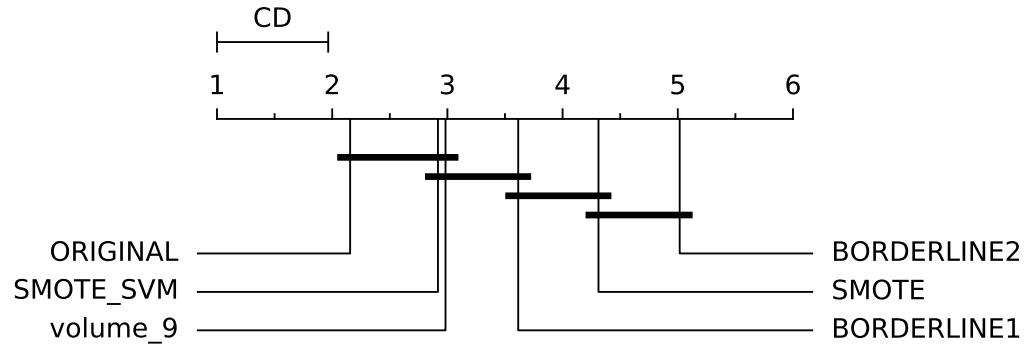 CD
1 2 3 4 5 6
ORIGINAL BORDERLINE2
SMOTE_SVM SMOTE
volume_9 BORDERLINE1